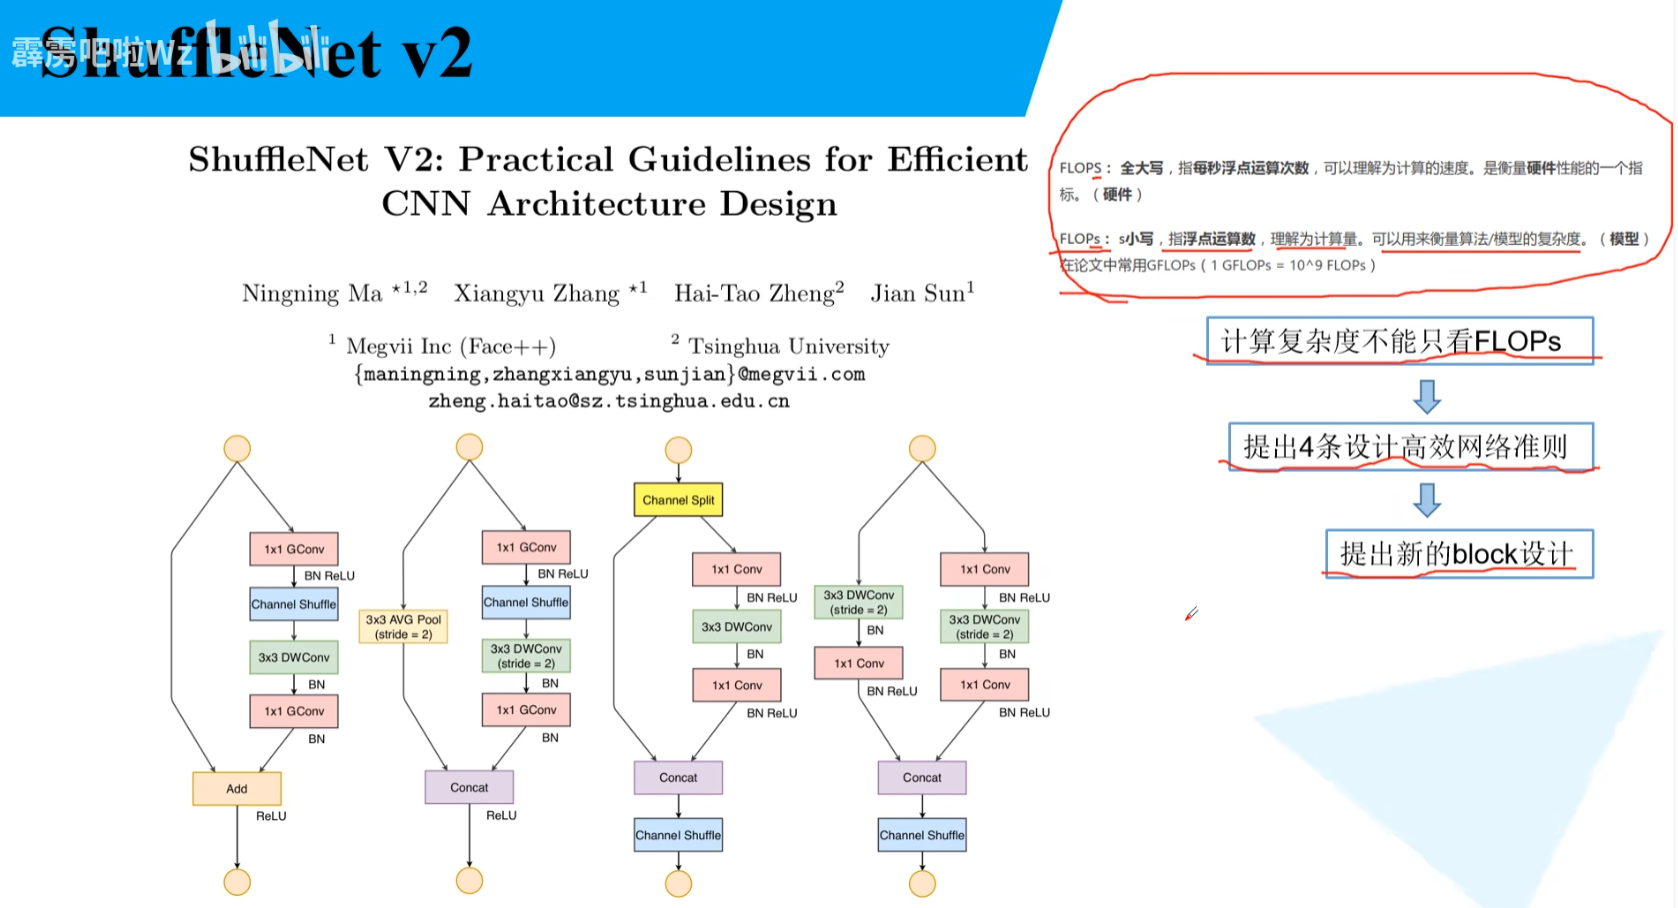 ShuffleNet v2
霹雳吧啦Wz bilibili
ShuffleNet V2: Practical Guidelines for Efficient
CNN Architecture Design
Ningning Ma ⋆1,2 Xiangyu Zhang ⋆1 Hai-Tao Zheng2 Jian Sun1
1 Megvii Inc (Face++) 2 Tsinghua University
{maningning,zhangxiangyu,sunjian}@megvii.com
zheng.haitao@sz.tsinghua.edu.cn
FLOPS: 全大写，指每秒浮点运算次数，可以理解为计算的速度。是衡量硬件性能的一个指
标。（硬件）
FLOPs: s小写，指浮点运算数，理解为计算量。可以用来衡量算法/模型的复杂度。（模型）
在论文中常用GFLOPs（1 GFLOPs = 10^9 FLOPs）
计算复杂度不能只看FLOPs
提出4条设计高效网络准则
提出新的block设计
1x1 GConv
BN ReLU
Channel Shuffle
3x3 DWConv
BN
1x1 GConv
BN
Add
ReLU
3x3 AVG Pool
(stride = 2)
1x1 GConv
BN ReLU
Channel Shuffle
3x3 DWConv
(stride = 2)
BN
1x1 GConv
BN
Concat
ReLU
Channel Split
1x1 Conv
BN ReLU
3x3 DWConv
BN
1x1 Conv
BN ReLU
Concat
Channel Shuffle
3x3 DWConv
(stride = 2)
BN
1x1 Conv
BN ReLU
1x1 Conv
BN ReLU
3x3 DWConv
(stride = 2)
BN
1x1 Conv
BN ReLU
Concat
Channel Shuffle